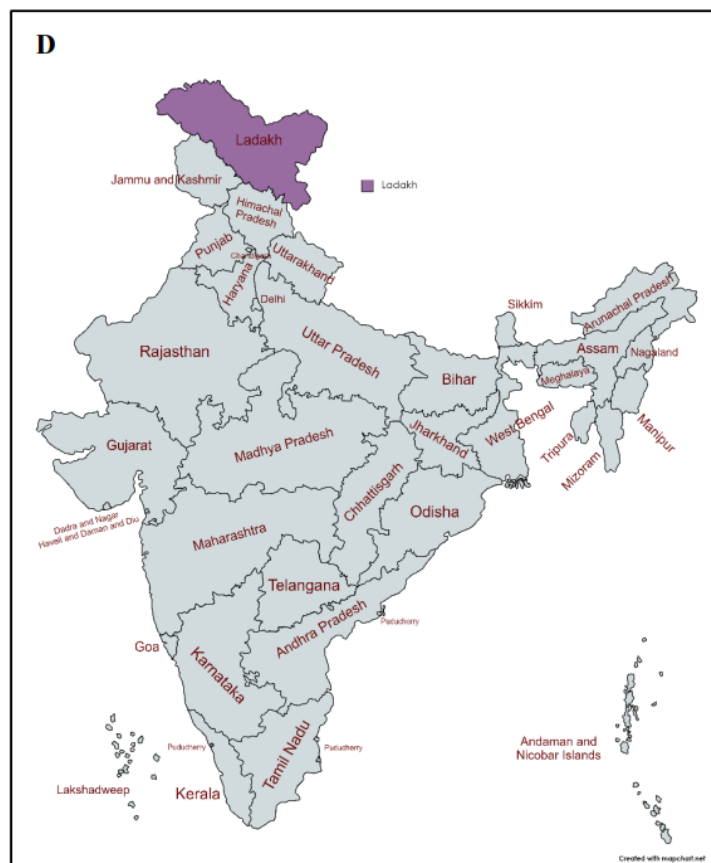 D
Ladakh
Ladakh
Jammu and Kashmir
Himachal
Pradesh
Punjab
Chandigarh
Uttarakhand
Haryana
Delhi
Sikkim
Arunachal Pradesh
Assam
Nagaland
Meghalaya
Rajasthan
Uttar Pradesh
Bihar
Manipur
Tripura
Mizoram
West Bengal
Jharkhand
Gujarat
Madhya Pradesh
Chhattisgarh
Odisha
Dadra and Nagar
Haveli and Daman and Diu
Maharashtra
Telangana
Andhra Pradesh
Puducherry
Goa
Karnataka
Puducherry
Tamil Nadu
Puducherry
Kerala
Lakshadweep
Andaman and
Nicobar Islands
Created with mapchart.net